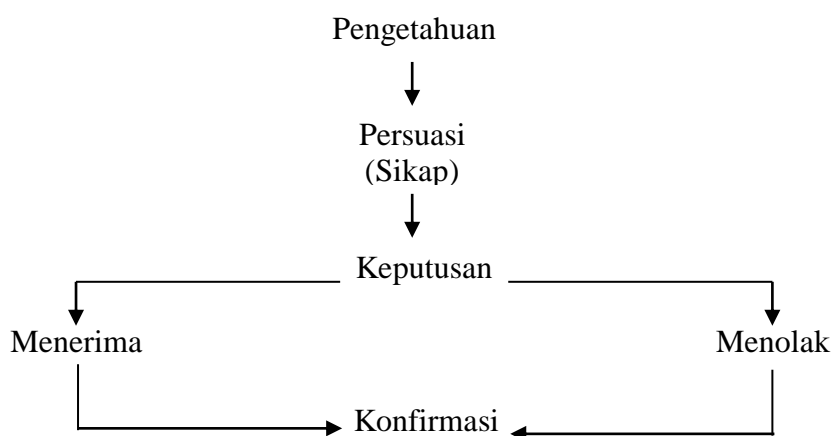 Pengetahuan
Persuasi
(Sikap)
Keputusan
Menerima
Menolak
Konfirmasi